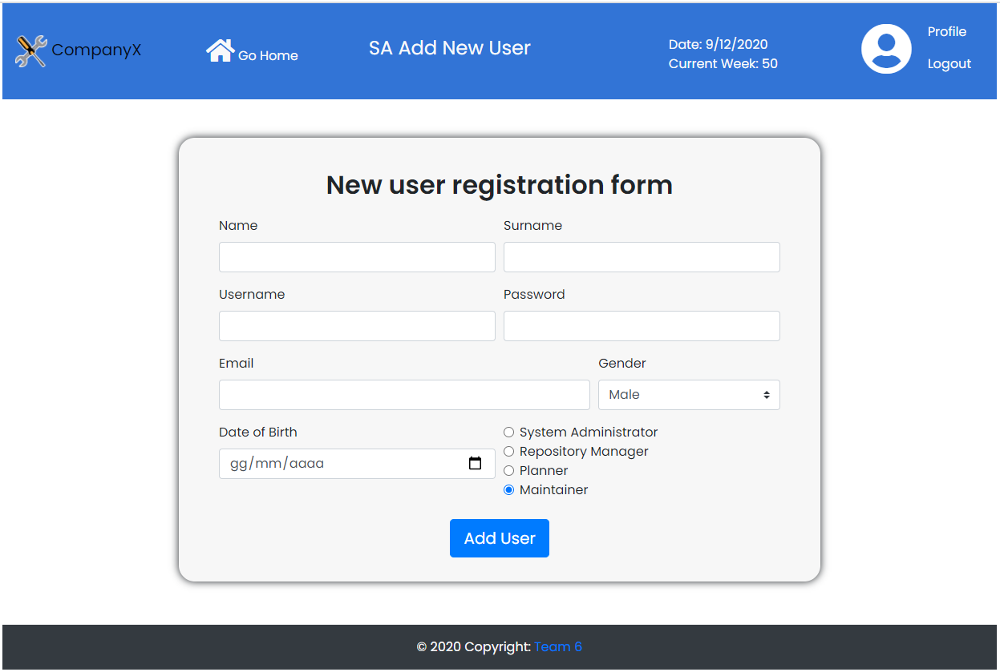 CompanyX
Go Home
SA Add New User
Date: 9/12/2020
Current Week: 50
Profile
Logout
New user registration form
Name Surname
Username Password
Email Gender
Male
Date of Birth
gg/mm/aaaa
System Administrator
Repository Manager
Planner
Maintainer
Add User
© 2020 Copyright: Team 6